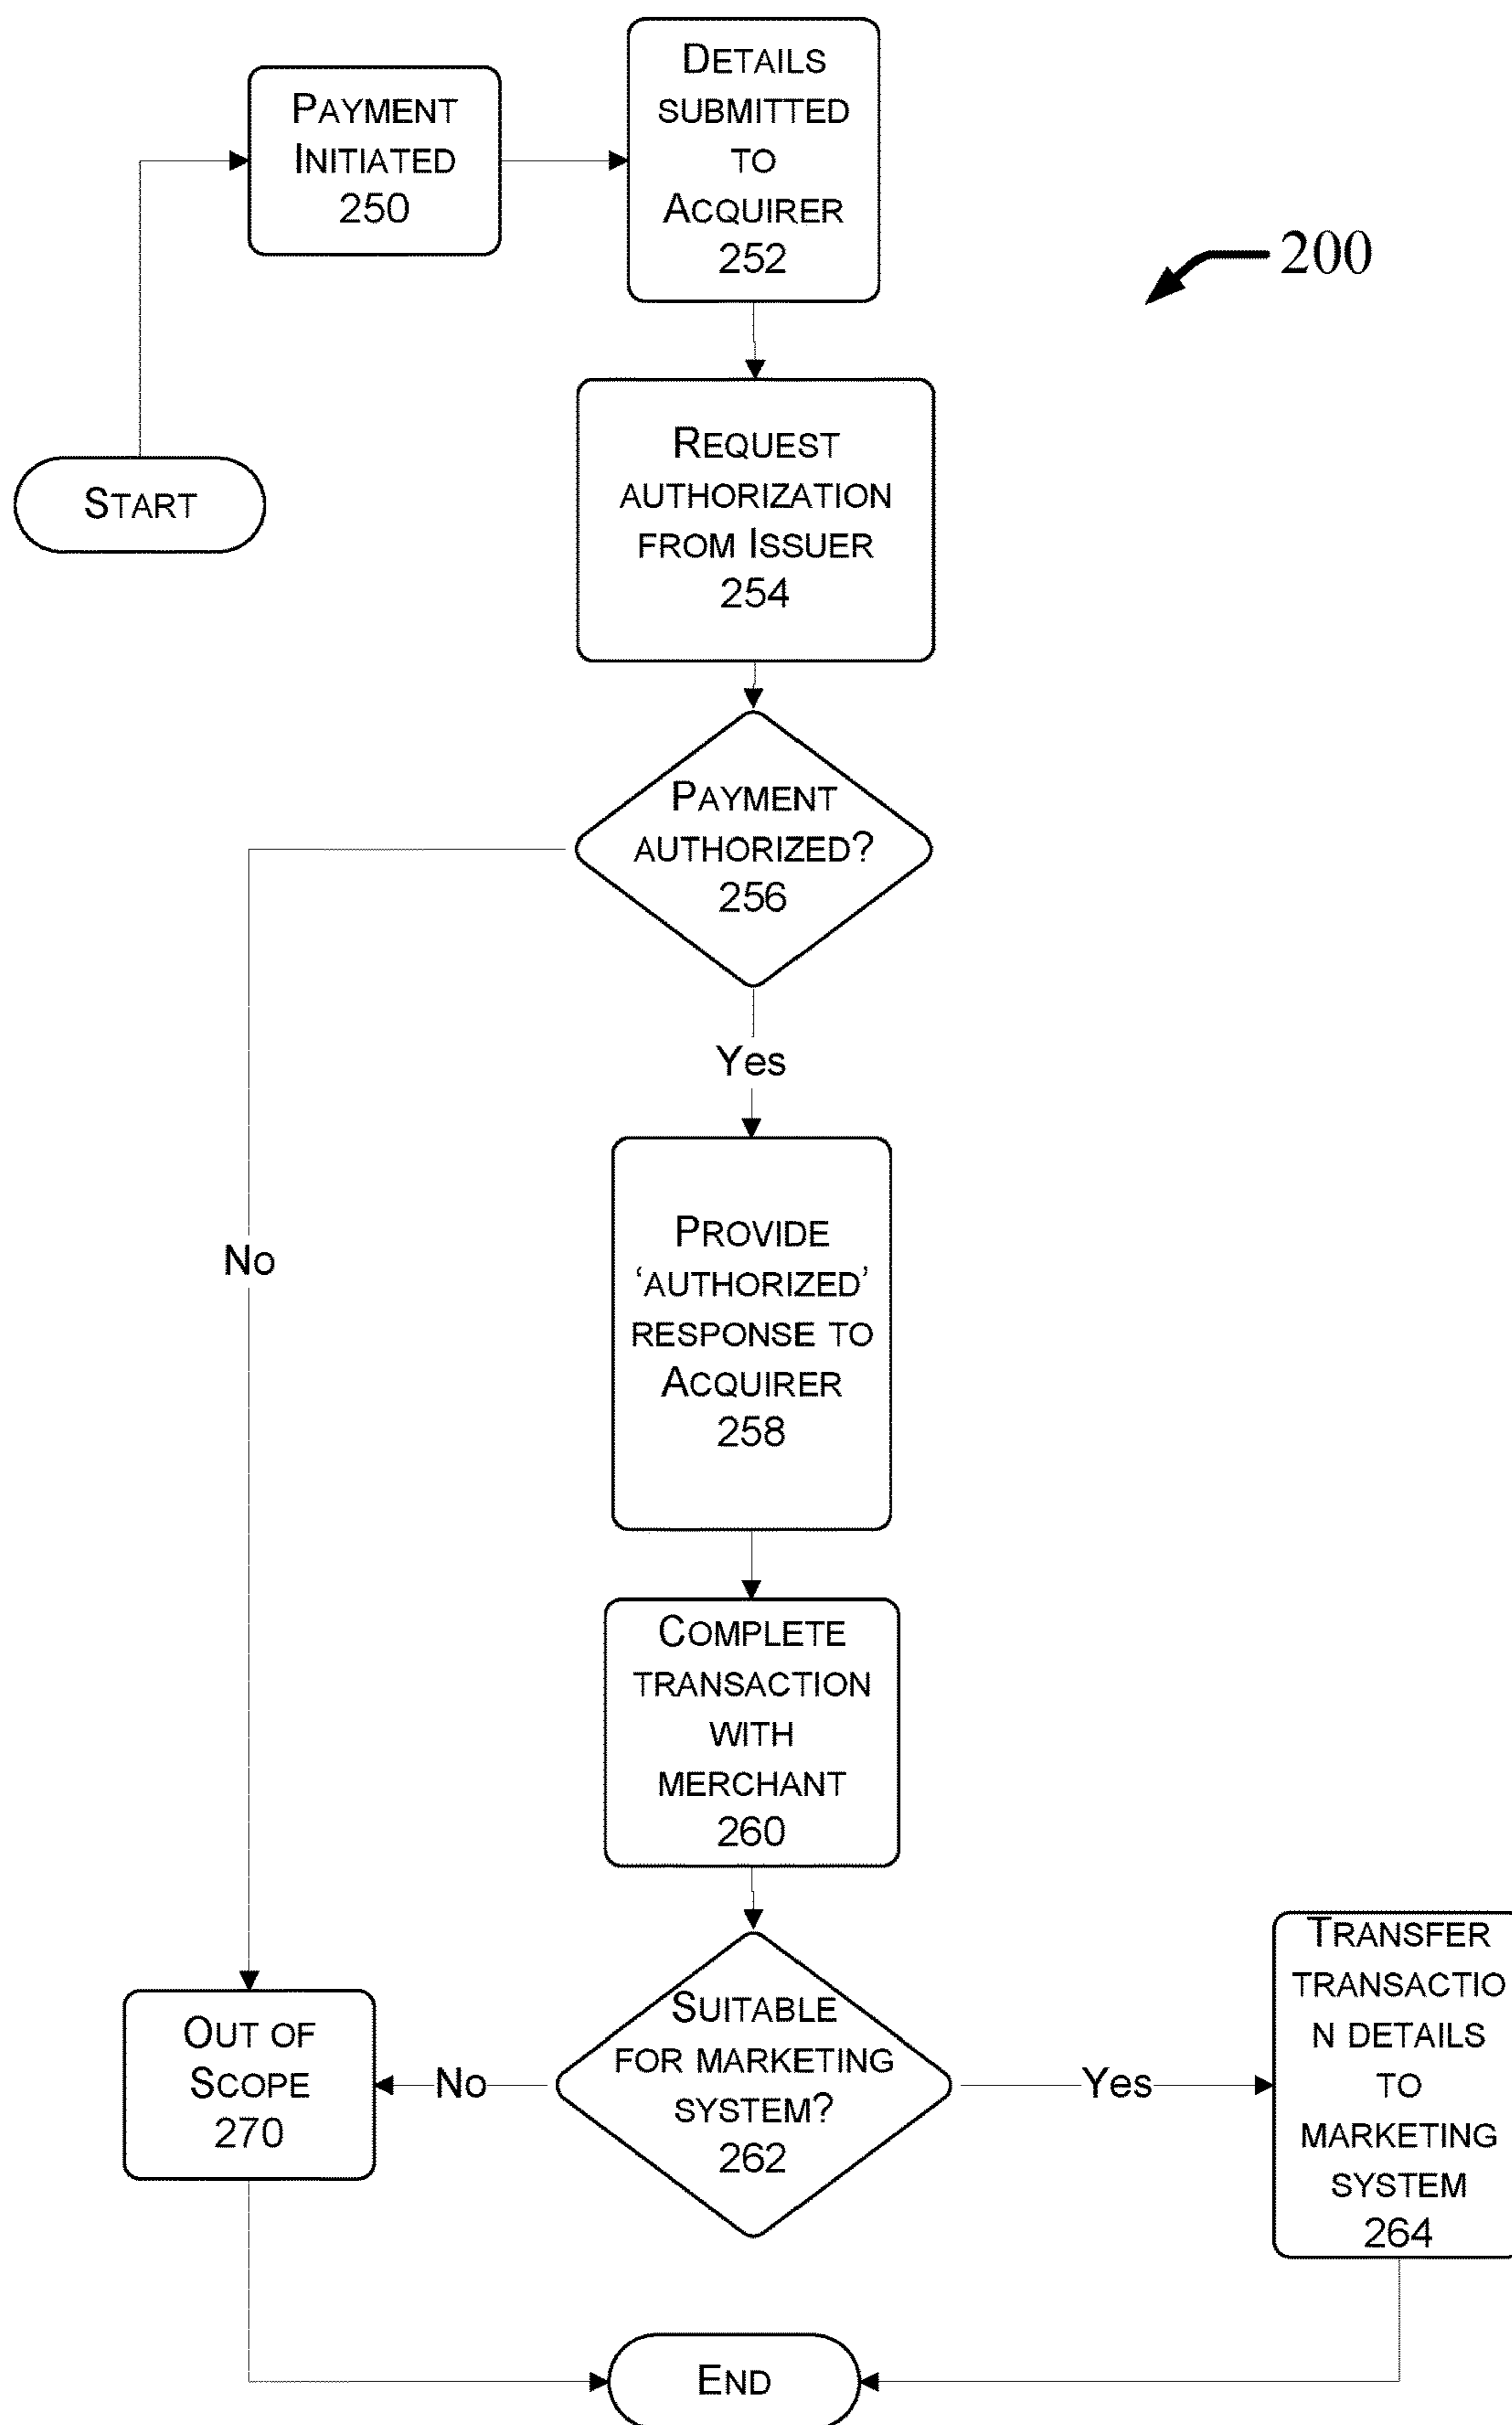 PAYMENT
INITIATED
250
DETAILS
SUBMITTED
TO
ACQUIRER
252
200
START
REQUEST
AUTHORIZATION
FROM ISSUER
254
PAYMENT
AUTHORIZED?
256
Yes
No
PROVIDE
‘AUTHORIZED’
RESPONSE TO
ACQUIRER
258
COMPLETE
TRANSACTION
WITH
MERCHANT
260
OUT OF
SCOPE
270
No
SUITABLE
FOR MARKETING
SYSTEM?
262
Yes
TRANSFER
TRANSACTIO
N DETAILS
TO
MARKETING
SYSTEM
264
END